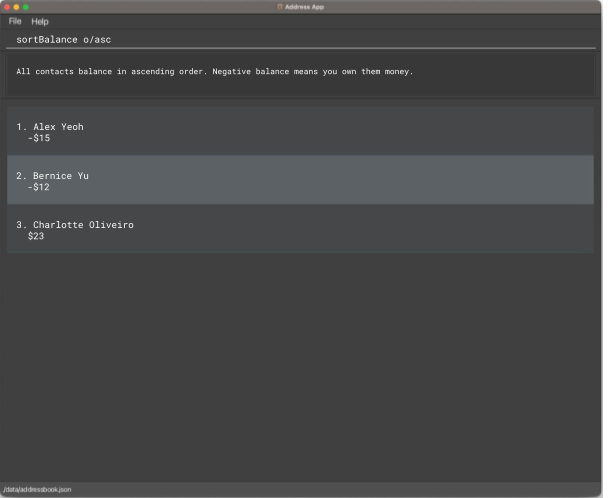 Address App
File Help
sortBalance o/asc
All contacts balance in ascending order. Negative balance means you own them money.
1. Alex Yeoh
-$15
2. Bernice Yu
-$12
3. Charlotte Oliveiro
$23
./data/addressbook.json